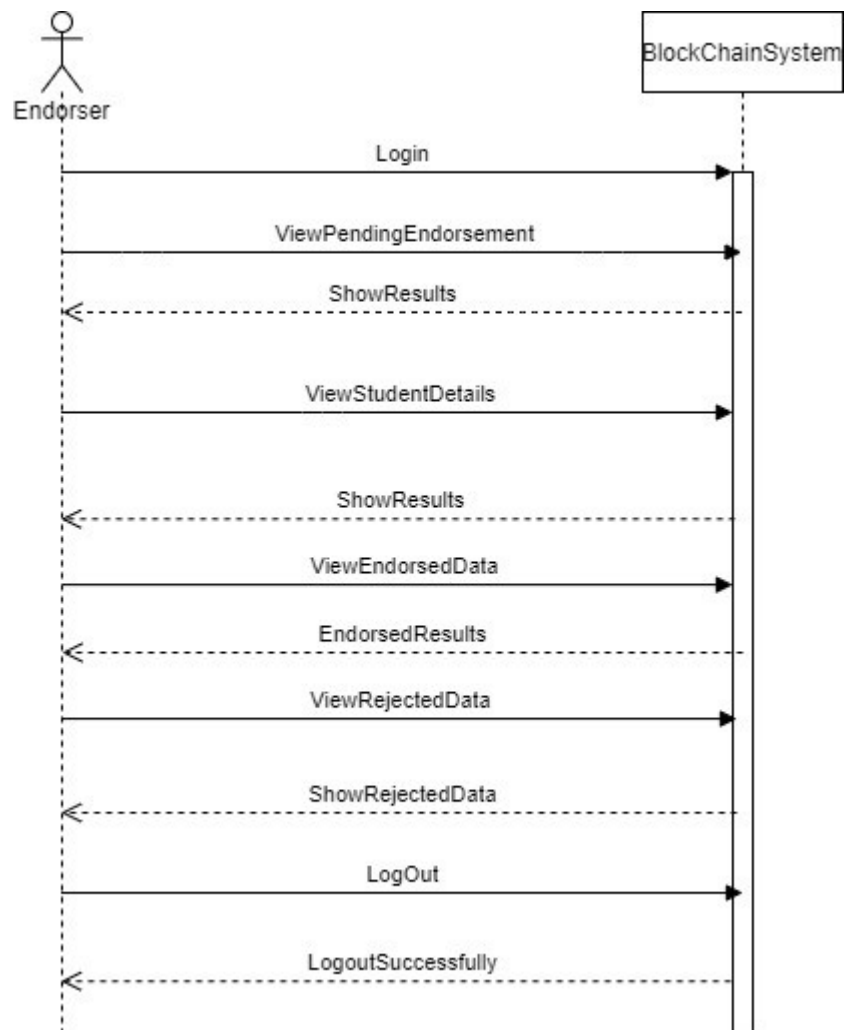 BlockChainSystem
Endorser
Login
ViewPendingEndorsement
ShowResults
ViewStudentDetails
ShowResults
ViewEndorsedData
EndorsedResults
ViewRejectedData
ShowRejectedData
LogOut
LogoutSuccessfully